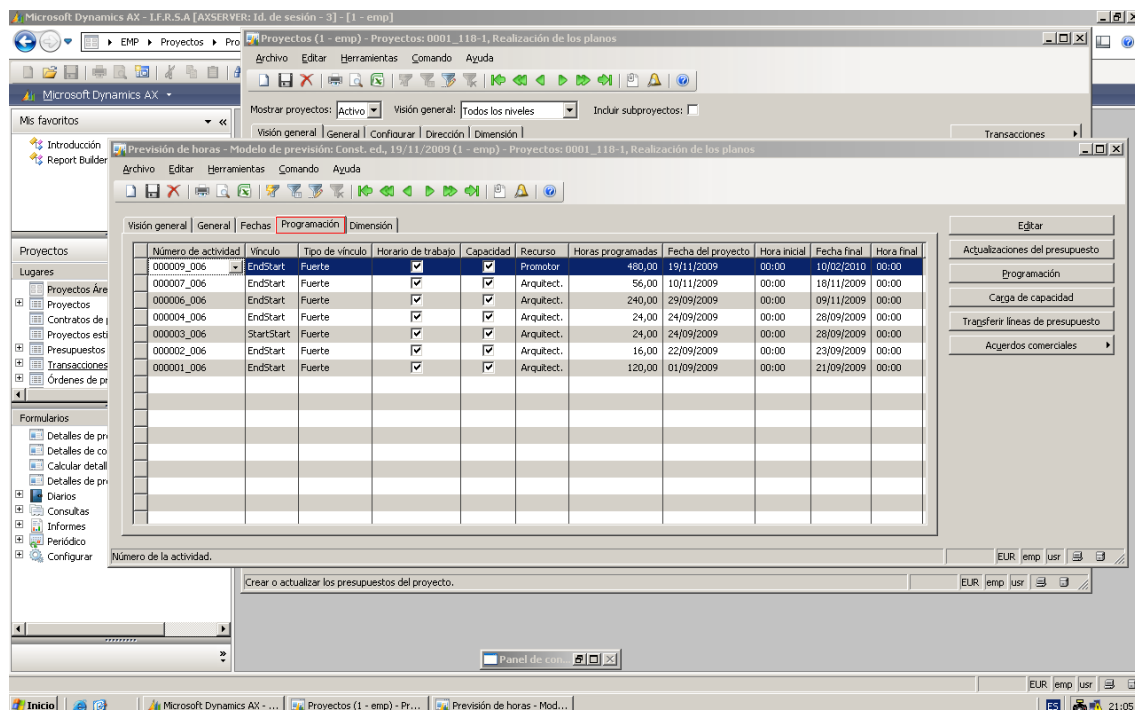 Microsoft Dynamics AX - I.F.R.S.A [AXSERVER: Id. de sesión - 3] - [1 - emp]
EMP Proyectos Pro
Microsoft Dynamics AX
Mis favoritos
Introducción
Report Builder
Proyectos
Lugares
Proyectos Áre
Proyectos
Contratos de
Proyectos esti
Presupuestos
Transacciones
Órdenes de pr
Formularios
Detalles de pr
Detalles de co
Calcular detall
Detalles de pr
Diarios
Consultas
Informes
Periódico
Configurar
Proyectos (1 - emp) - Proyectos: 0001_118-1, Realización de los planos
Archivo Editar Herramientas Comando Ayuda
Mostrar proyectos: Activo Visión general: Todos los niveles Incluir subproyectos:
Visión general General Configurar Dirección Dimensión Transacciones
Previsión de horas - Modelo de previsión: Const. ed., 19/11/2009 (1 - emp) - Proyectos: 0001_118-1, Realización de los planos
Archivo Editar Herramientas Comando Ayuda
Visión general General Fechas Programación Dimensión
Número de actividad Vínculo Tipo de vínculo Horario de trabajo Capacidad Recurso Horas programadas Fecha del proyecto Hora inicial Fecha final Hora final
000009_006 EndStart Fuerte Promotor 480,00 19/11/2009 00:00 10/02/2010 00:00
000007_006 EndStart Fuerte Arquitect. 56,00 10/11/2009 00:00 18/11/2009 00:00
000006_006 EndStart Fuerte Arquitect. 240,00 29/09/2009 00:00 09/11/2009 00:00
000004_006 EndStart Fuerte Arquitect. 24,00 24/09/2009 00:00 28/09/2009 00:00
000003_006 StartStart Fuerte Arquitect. 24,00 24/09/2009 00:00 28/09/2009 00:00
000002_006 EndStart Fuerte Arquitect. 16,00 22/09/2009 00:00 23/09/2009 00:00
000001_006 EndStart Fuerte Arquitect. 120,00 01/09/2009 00:00 21/09/2009 00:00
Editar
Actualizaciones del presupuesto
Programación
Carga de capacidad
Transferir líneas de presupuesto
Acuerdos comerciales
Número de la actividad. EUR emp usr
Crear o actualizar los presupuestos del proyecto. EUR emp usr
Panel de con...
EUR emp usr
Inicio Microsoft Dynamics AX - ... Proyectos (1 - emp) - Pr... Previsión de horas - Mod... ES 21:05